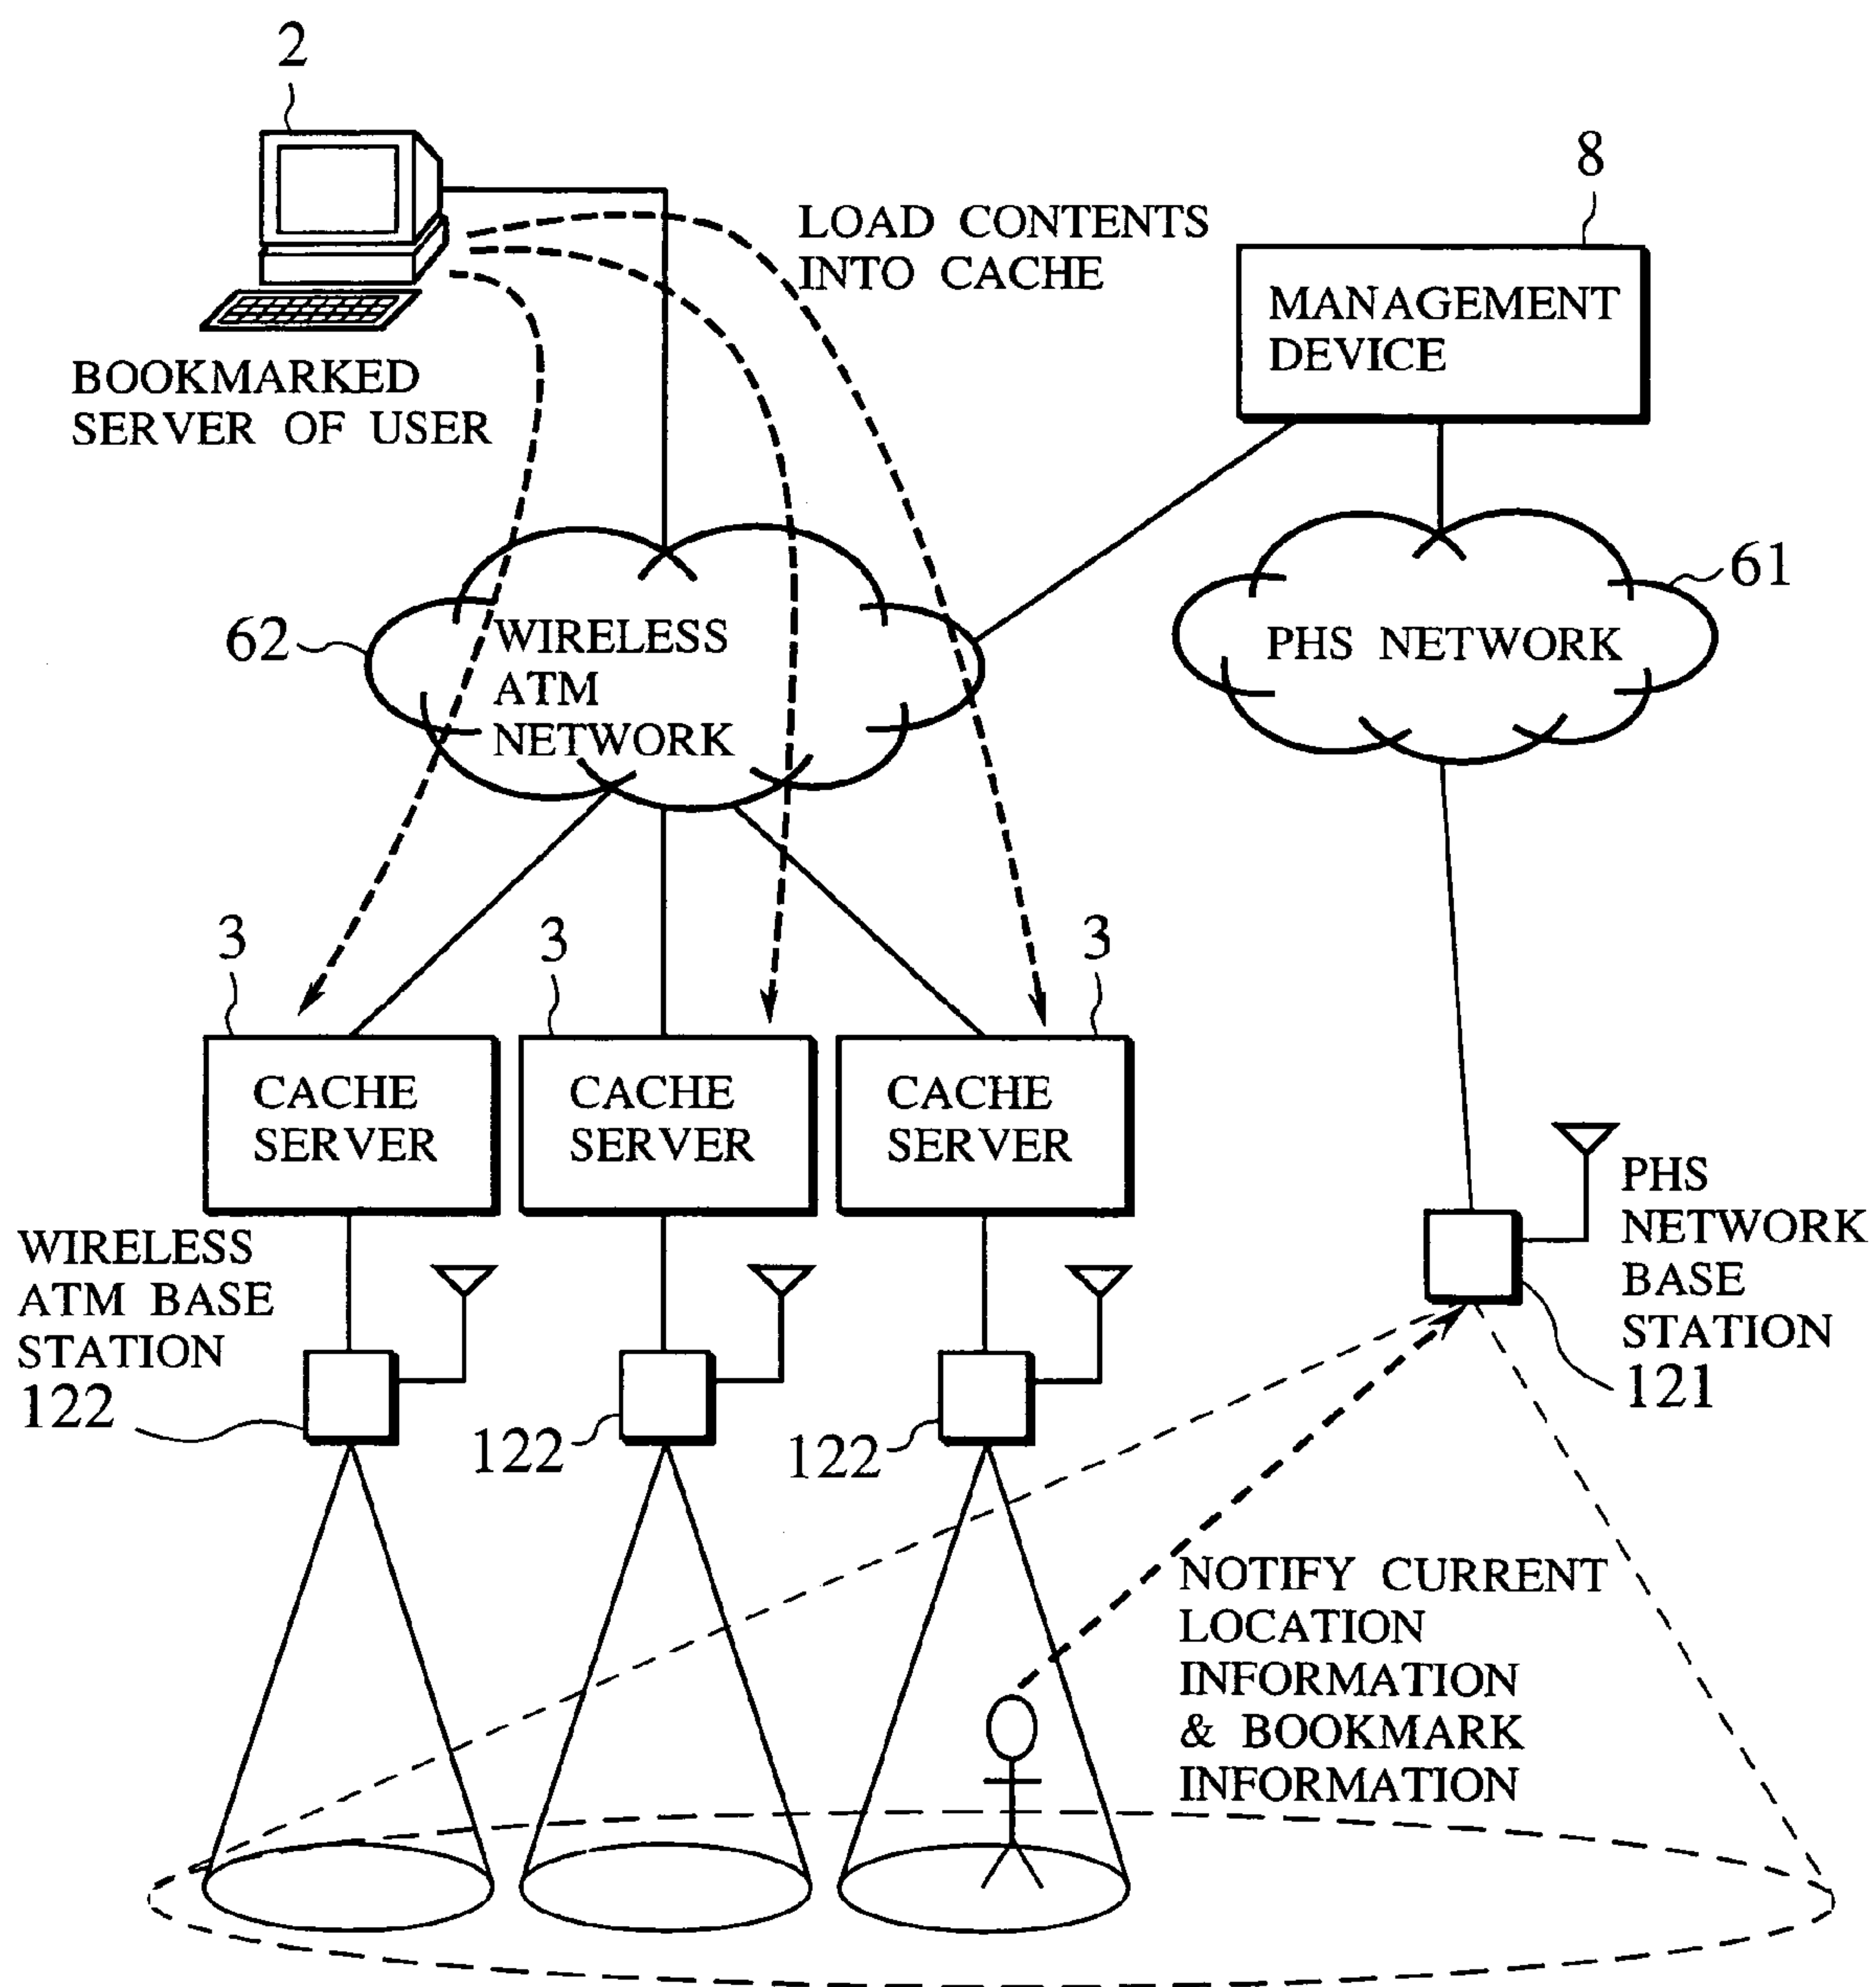 2
8
LOAD CONTENTS
INTO CACHE
MANAGEMENT
DEVICE
BOOKMARKED
SERVER OF USER
61
62
WIRELESS
ATM
NETWORK
PHS NETWORK
3
3
3
CACHE
SERVER
CACHE
SERVER
CACHE
SERVER
PHS
NETWORK
BASE
STATION
121
WIRELESS
ATM BASE
STATION
122
122
122
NOTIFY CURRENT
LOCATION
INFORMATION
& BOOKMARK
INFORMATION